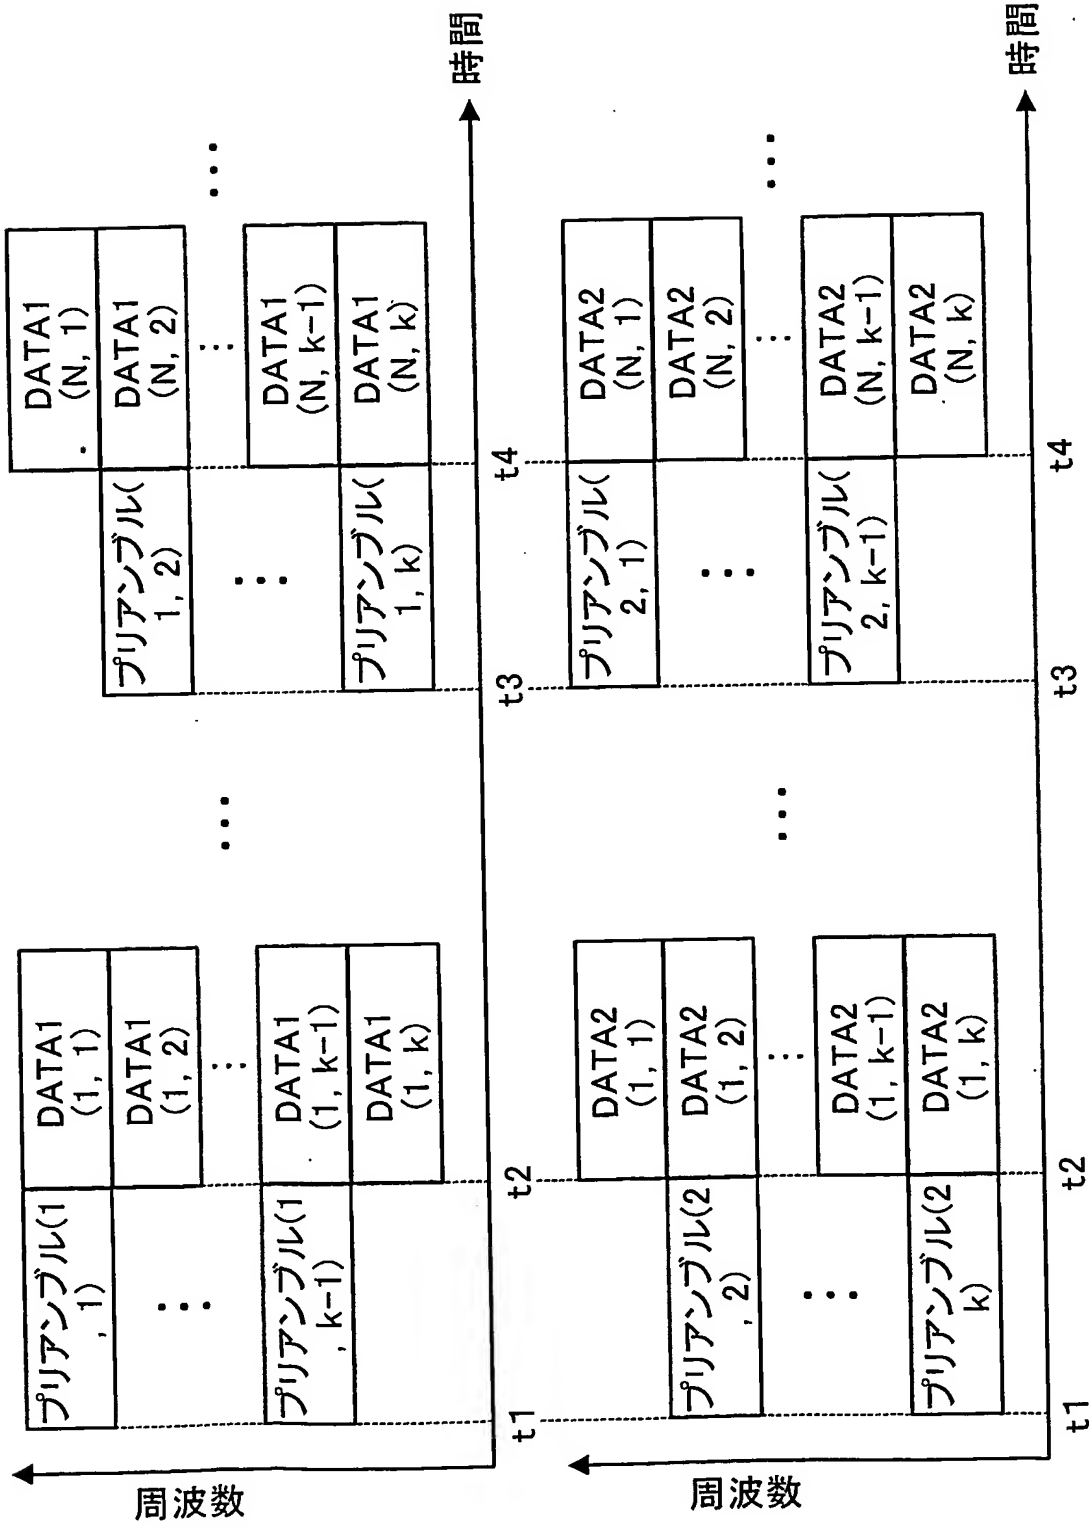 周波数
プリアンブル(1
, 1)
プリアンブル(1
, k-1)
DATA1
(1, 1)
DATA1
(1, 2)
DATA1
(1, k-1)
DATA1
(1, k)
プリアンブル(
1, 2)
プリアンブル(
1, k)
DATA1
(N, 1)
DATA1
(N, 2)
DATA1
(N, k-1)
DATA1
(N, k)
t1
t2
t3
t4
時間
周波数
プリアンブル(2
, 2)
プリアンブル(2
k)
DATA2
(1, 1)
DATA2
(1, 2)
DATA2
(1, k-1)
DATA2
(1, k)
プリアンブル(
2, 1)
プリアンブル(
2, k-1)
DATA2
(N, 1)
DATA2
(N, 2)
DATA2
(N, k-1)
DATA2
(N, k)
t1
t2
t3
t4
時間